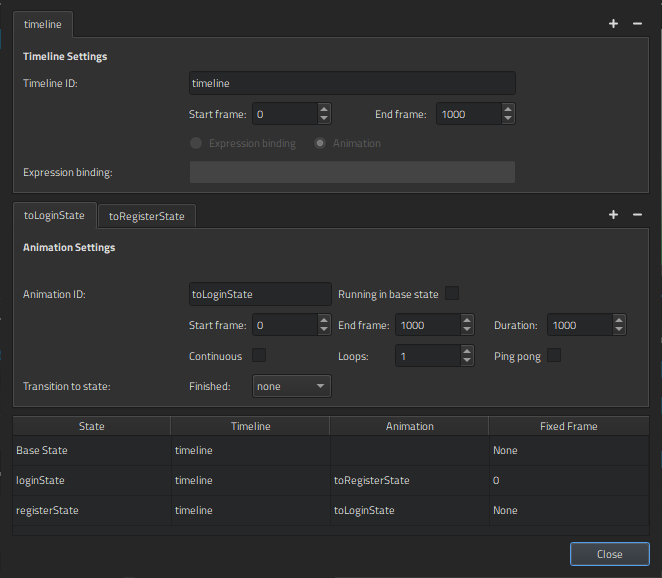 timeline
Timeline Settings
Timeline ID: timeline
Start frame: 0 End frame: 1000
Expression binding Animation
Expression binding:
toLoginState toRegisterState
Animation Settings
Animation ID: toLoginState Running in base state
Start frame: 0 End frame: 1000 Duration: 1000
Continuous Loops: 1 Ping pong
Transition to state: Finished: none
State Timeline Animation Fixed Frame
Base State timeline None
loginState timeline toRegisterState 0
registerState timeline toLoginState None
Close